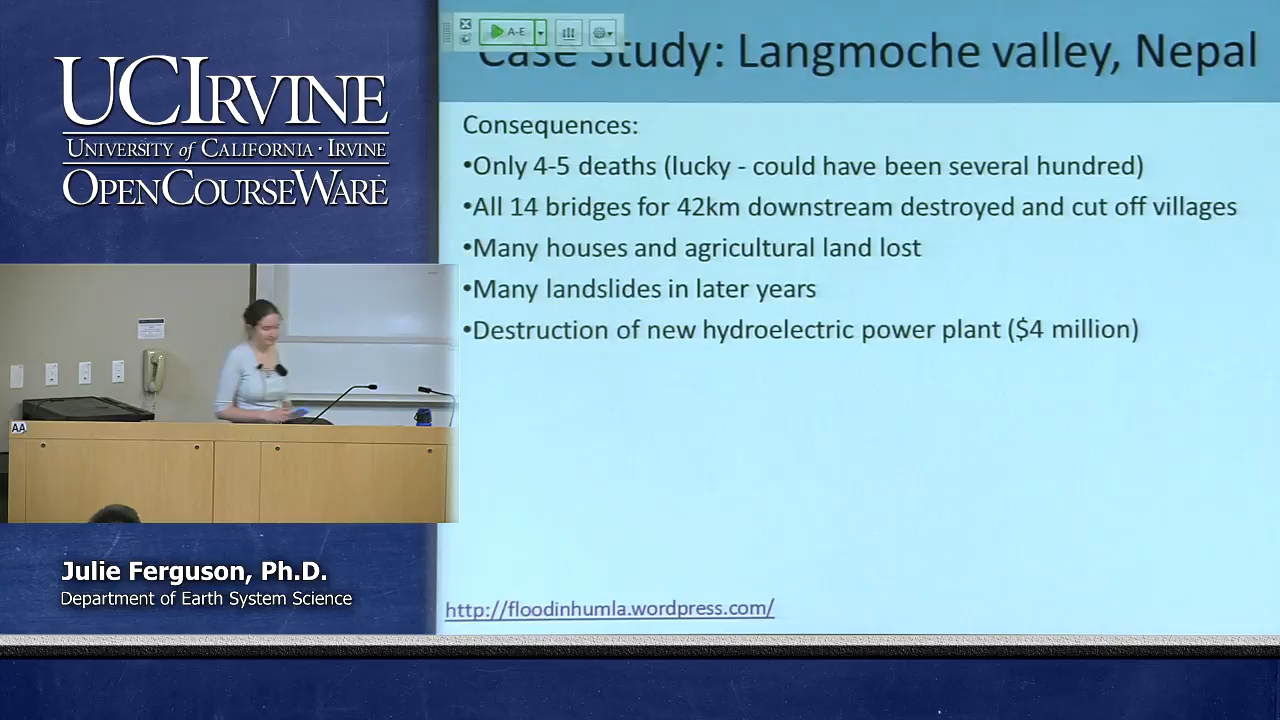 UCIRVINE
UNIVERSITY of CALIFORNIA · IRVINE
OPENCOURSEWARE
A-E
Case Study: Langmoche valley, Nepal
Consequences:
•Only 4-5 deaths (lucky - could have been several hundred)
•All 14 bridges for 42km downstream destroyed and cut off villages
•Many houses and agricultural land lost
•Many landslides in later years
•Destruction of new hydroelectric power plant ($4 million)
AA
Julie Ferguson, Ph.D.
Department of Earth System Science
http://floodinhumla.wordpress.com/